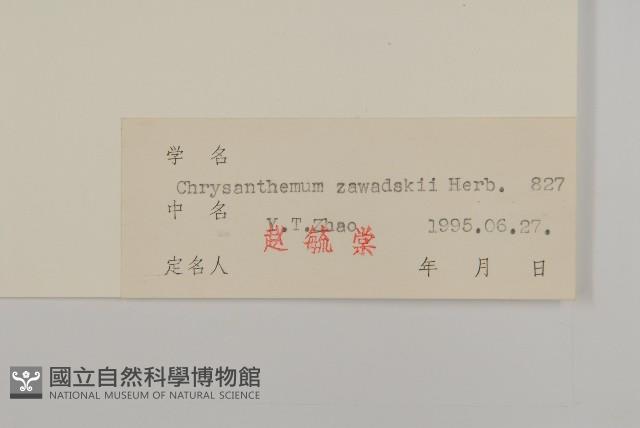 学 名
Chrysanthemum zawadskii Herb. 827
中 名
Y.T.Zhao 1995.06.27.
赵 毓 棠
定名人 年 月 日
國立自然科學博物館
NATIONAL MUSEUM OF NATURAL SCIENCE